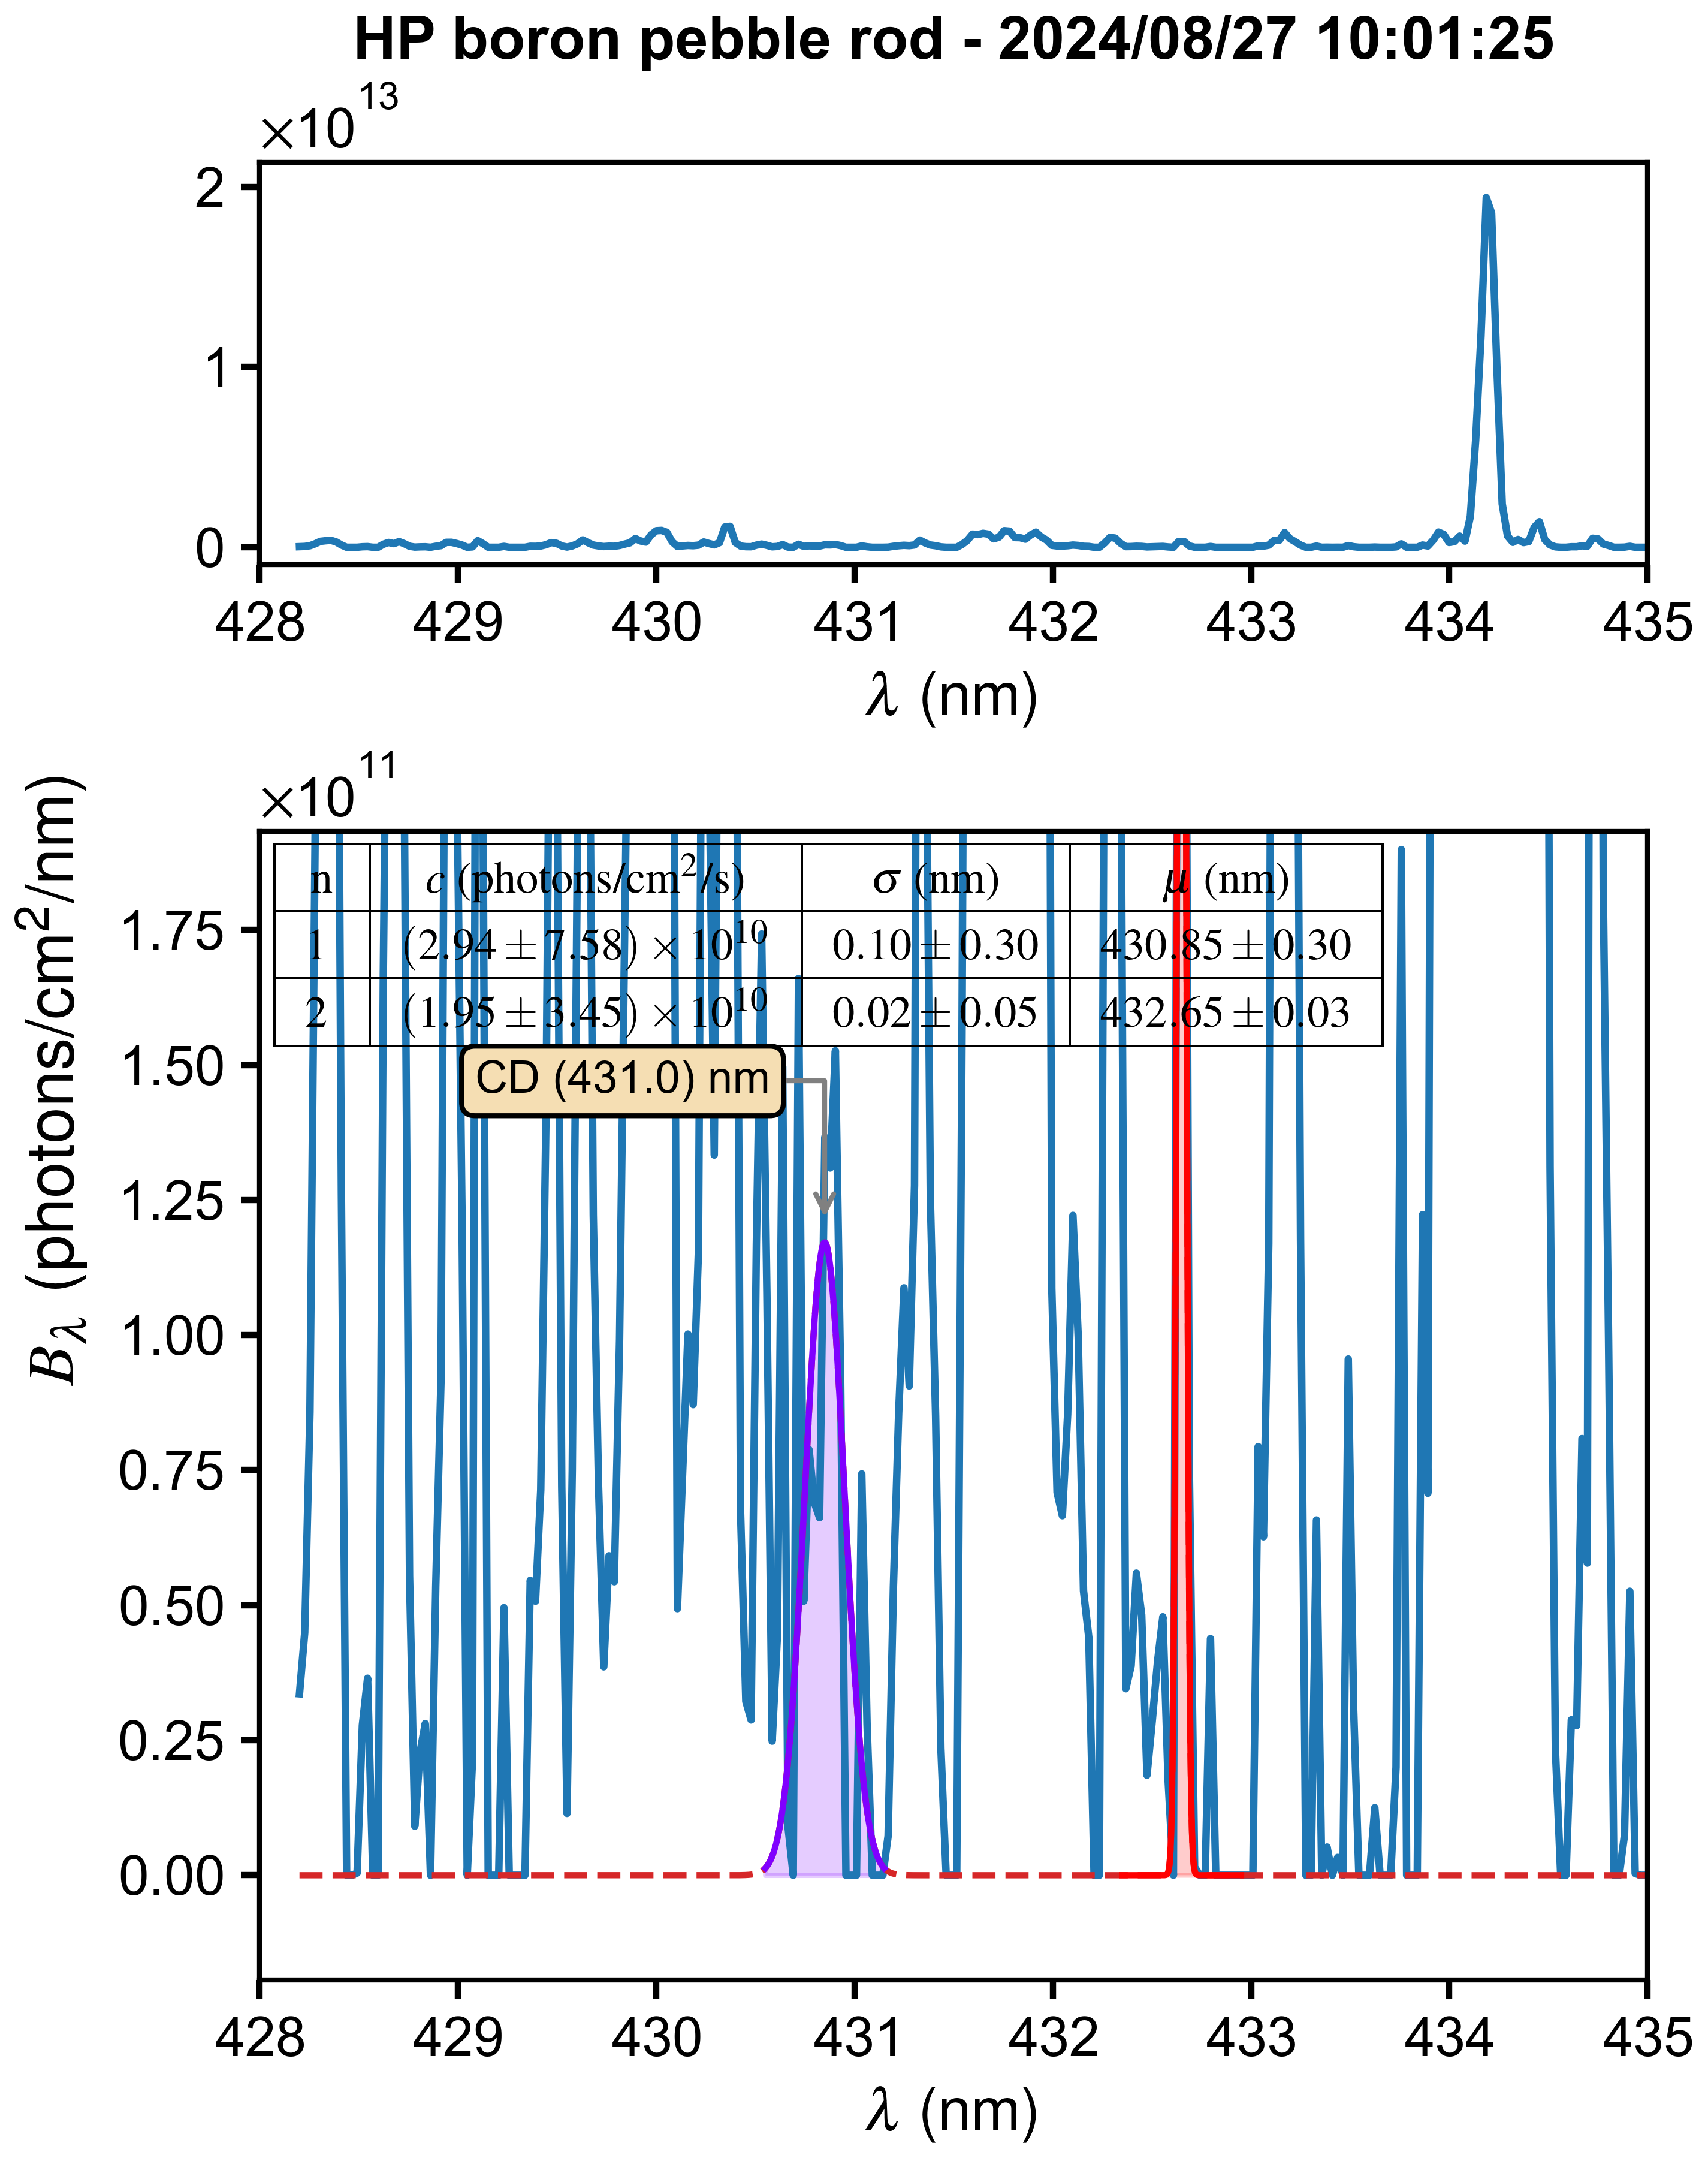 HP boron pebble rod - 2024/08/27 10:01:25
×10^13
2
1
0
428 429 430 431 432 433 434 435
λ (nm)
×10^11
B_λ (photons/cm²/nm)
n c (photons/cm²/s) σ (nm) μ (nm)
1 (2.94 ± 7.58) × 10^10 0.10 ± 0.30 430.85 ± 0.30
2 (1.95 ± 3.45) × 10^10 0.02 ± 0.05 432.65 ± 0.03
CD (431.0) nm
1.75
1.50
1.25
1.00
0.75
0.50
0.25
0.00
428 429 430 431 432 433 434 435
λ (nm)